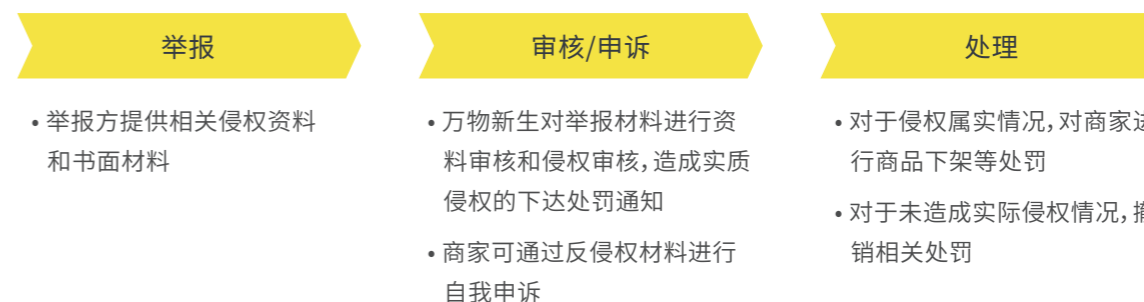 举报
• 举报方提供相关侵权资料
和书面材料
审核/申诉
• 万物新生对举报材料进行资
料审核和侵权审核,造成实质
侵权的下达处罚通知
• 商家可通过反侵权材料进行
自我申诉
处理
• 对于侵权属实情况,对商家进
行商品下架等处罚
• 对于未造成实际侵权情况,
销相关处罚